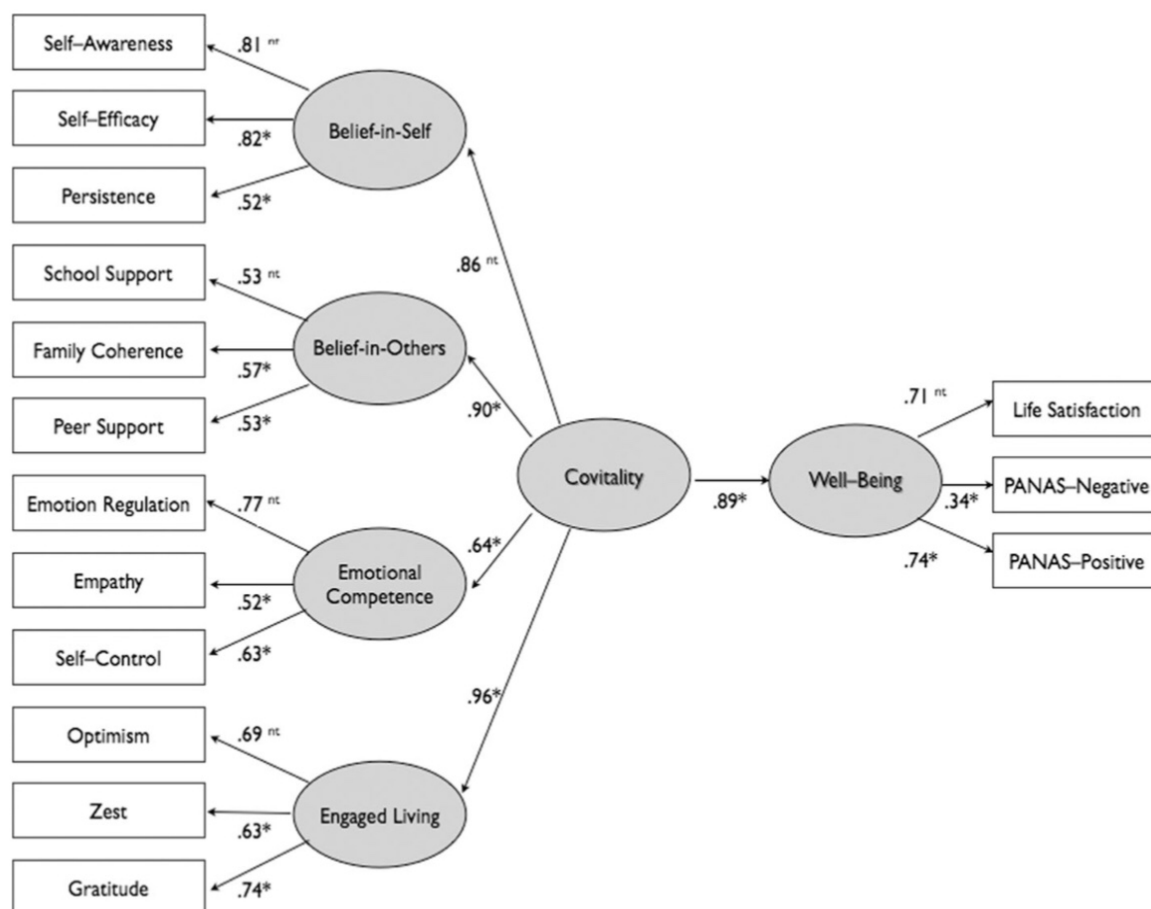 Self–Awareness
.81 nt
Self–Efficacy
.82*
Belief-in-Self
Persistence
.52*
School Support
.53 nt
.86 nt
Family Coherence
.57*
Belief-in-Others
Peer Support
.53*
.90*
Emotion Regulation
.77 nt
Covitality
.89*
Well–Being
.71 nt
Life Satisfaction
.34*
PANAS–Negative
.74*
PANAS–Positive
.64*
Empathy
.52*
Emotional
Competence
Self–Control
.63*
.96*
Optimism
.69 nt
Zest
.63*
Engaged Living
Gratitude
.74*